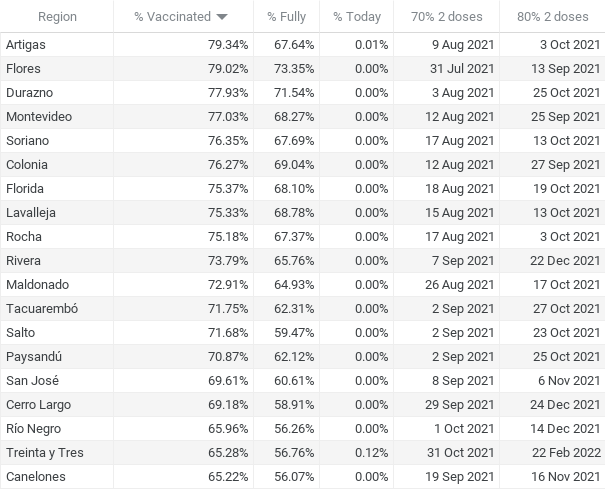 Region % Vaccinated % Fully % Today 70% 2 doses 80% 2 doses
Artigas 79.34% 67.64% 0.01% 9 Aug 2021 3 Oct 2021
Flores 79.02% 73.35% 0.00% 31 Jul 2021 13 Sep 2021
Durazno 77.93% 71.54% 0.00% 3 Aug 2021 25 Oct 2021
Montevideo 77.03% 68.27% 0.00% 12 Aug 2021 25 Sep 2021
Soriano 76.35% 67.69% 0.00% 17 Aug 2021 13 Oct 2021
Colonia 76.27% 69.04% 0.00% 12 Aug 2021 27 Sep 2021
Florida 75.37% 68.10% 0.00% 18 Aug 2021 19 Oct 2021
Lavalleja 75.33% 68.78% 0.00% 15 Aug 2021 13 Oct 2021
Rocha 75.18% 67.37% 0.00% 17 Aug 2021 3 Oct 2021
Rivera 73.79% 65.76% 0.00% 7 Sep 2021 22 Dec 2021
Maldonado 72.91% 64.93% 0.00% 26 Aug 2021 17 Oct 2021
Tacuarembó 71.75% 62.31% 0.00% 2 Sep 2021 27 Oct 2021
Salto 71.68% 59.47% 0.00% 2 Sep 2021 23 Oct 2021
Paysandú 70.87% 62.12% 0.00% 2 Sep 2021 25 Oct 2021
San José 69.61% 60.61% 0.00% 8 Sep 2021 6 Nov 2021
Cerro Largo 69.18% 58.91% 0.00% 29 Sep 2021 24 Dec 2021
Río Negro 65.96% 56.26% 0.00% 1 Oct 2021 14 Dec 2021
Treinta y Tres 65.28% 56.76% 0.12% 31 Oct 2021 22 Feb 2022
Canelones 65.22% 56.07% 0.00% 19 Sep 2021 16 Nov 2021